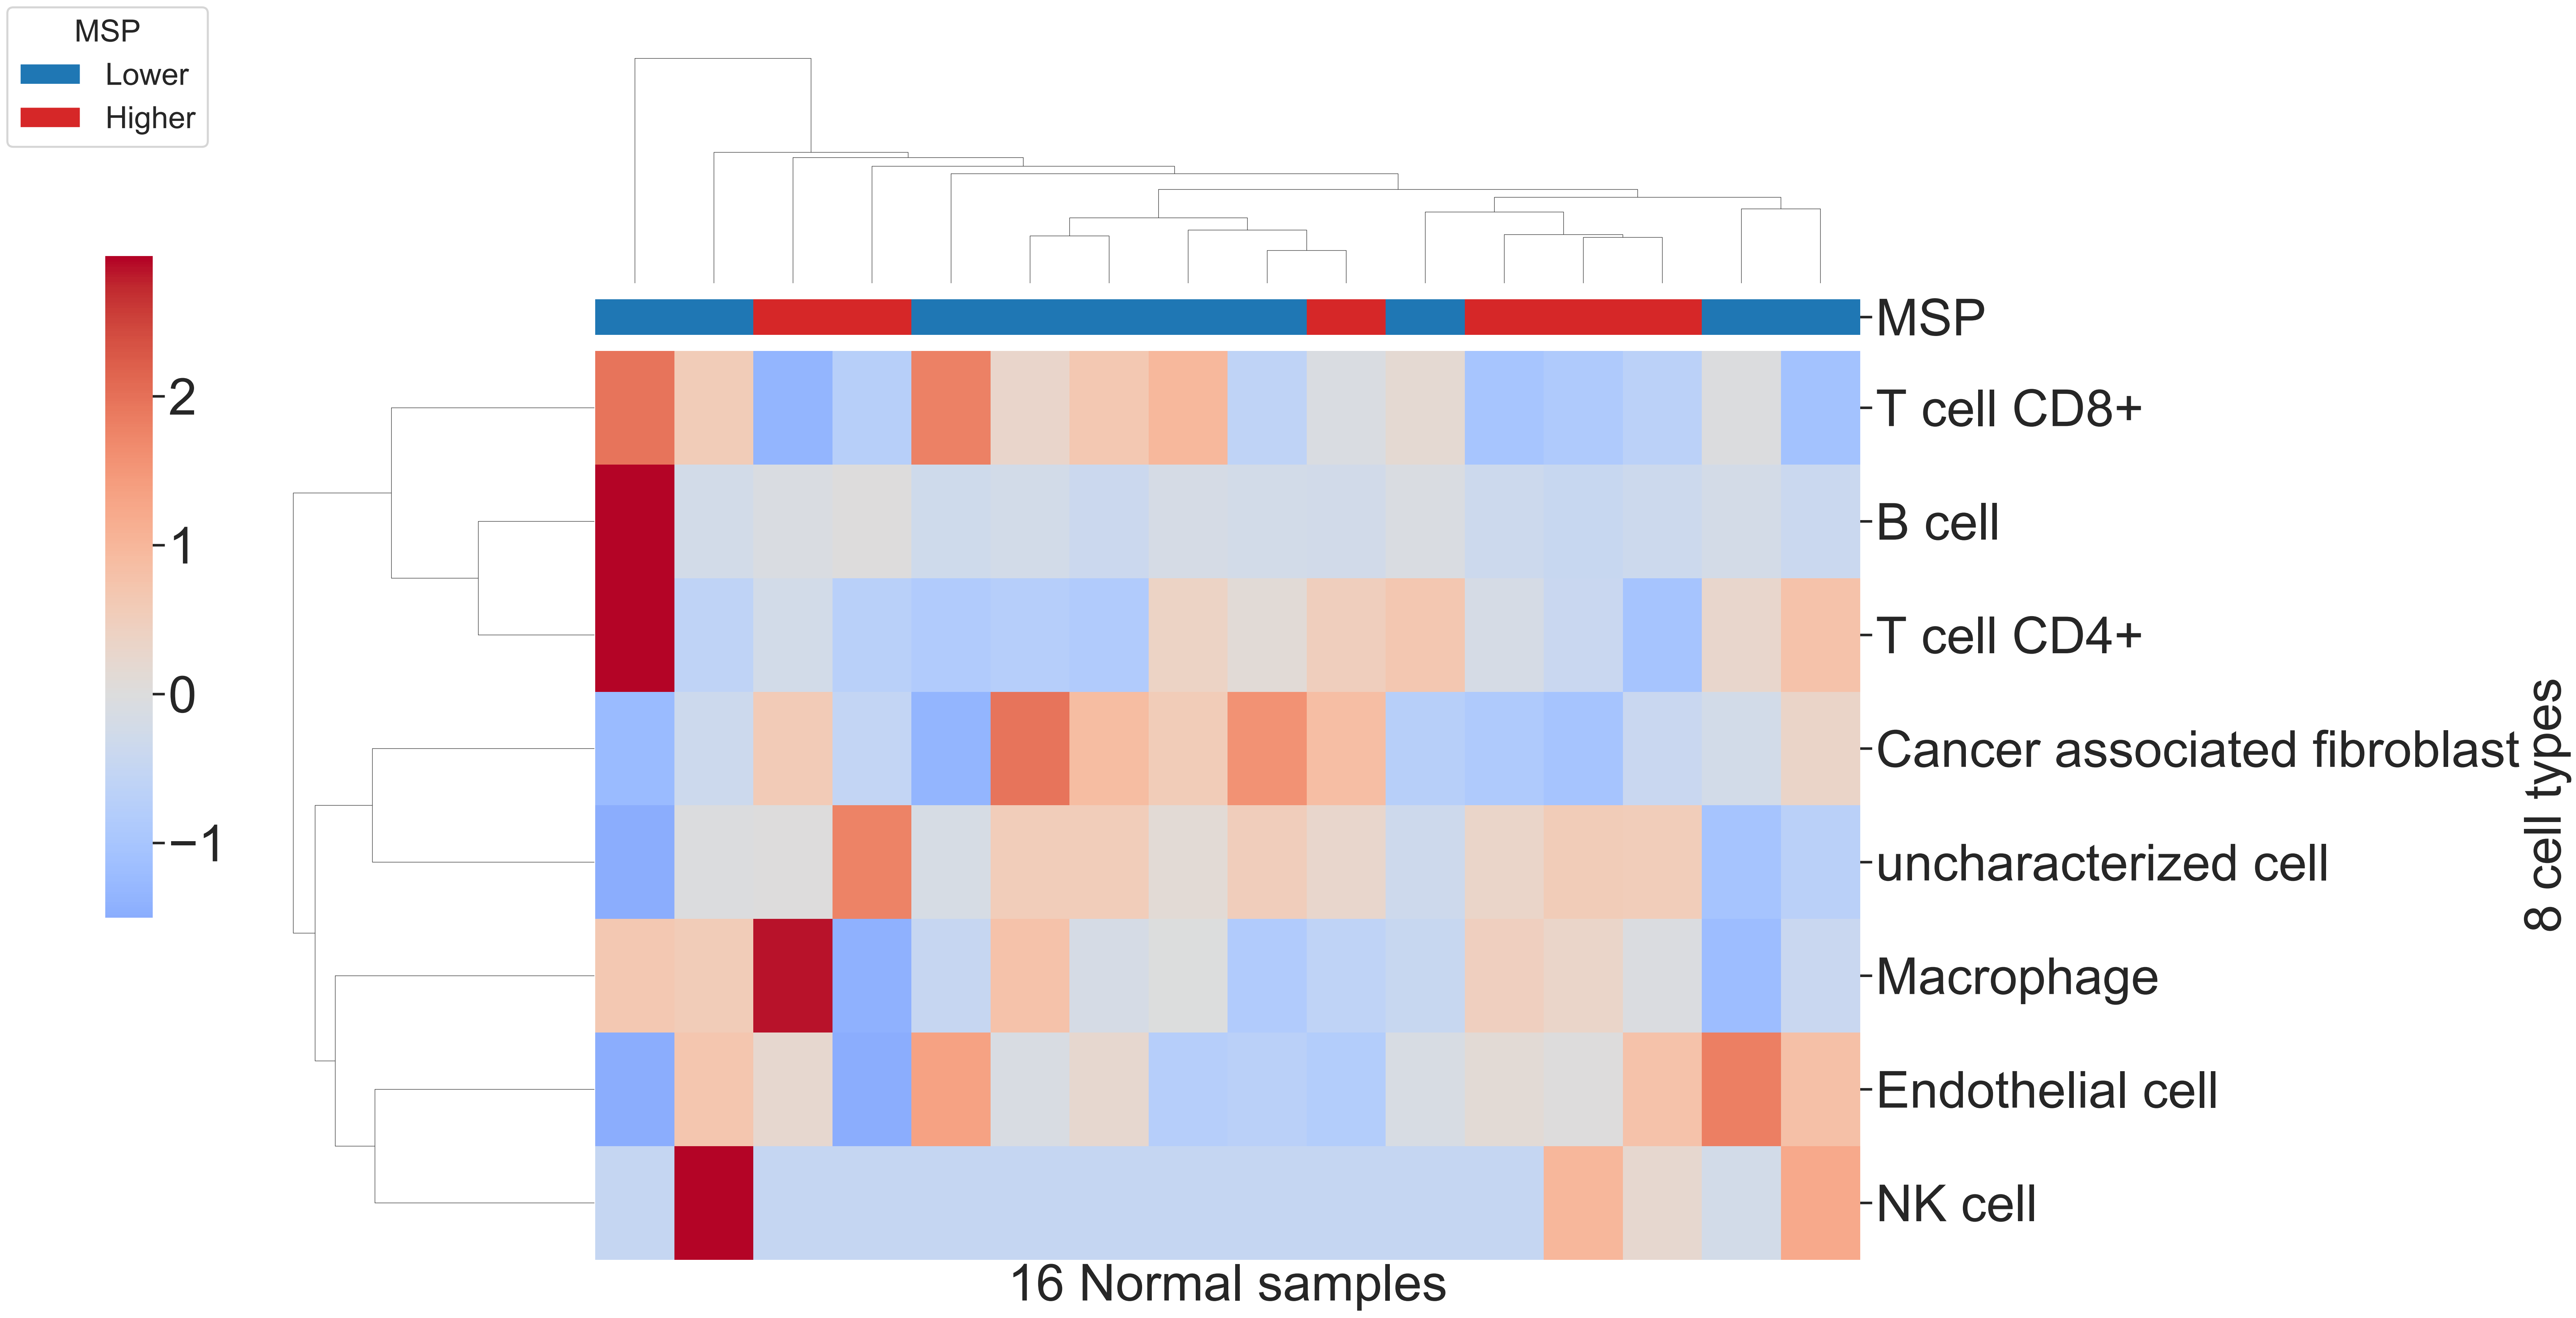 MSP
Lower
Higher
2
1
0
−1
MSP
T cell CD8+
B cell
T cell CD4+
Cancer associated fibroblast
uncharacterized cell
Macrophage
Endothelial cell
NK cell
8 cell types
16 Normal samples